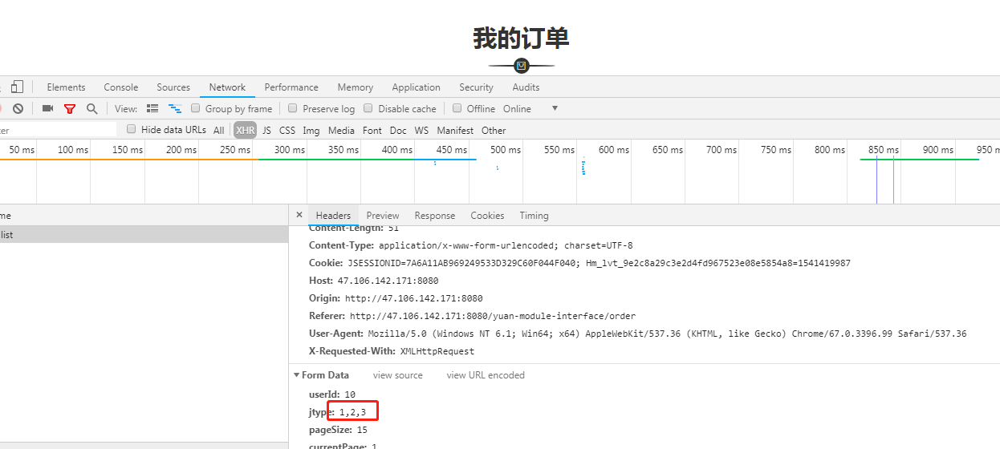 我的订单
Elements Console Sources Network Performance Memory Application Security Audits
View: Group by frame Preserve log Disable cache Offline Online ▼
Hide data URLs All XHR JS CSS Img Media Font Doc WS Manifest Other
50 ms 100 ms 150 ms 200 ms 250 ms 300 ms 350 ms 400 ms 450 ms 500 ms 550 ms 600 ms 650 ms 700 ms 750 ms 800 ms 850 ms 900 ms 950 m
me × Headers Preview Response Cookies Timing
list
Content-Length: 51
Content-Type: application/x-www-form-urlencoded; charset=UTF-8
Cookie: JSESSIONID=7A6A11AB969249533D329C60F044F040; Hm_lvt_9e2c8a29c3e2d4fd967523e08e5854a8=1541419987
Host: 47.106.142.171:8080
Origin: http://47.106.142.171:8080
Referer: http://47.106.142.171:8080/yuan-module-interface/order
User-Agent: Mozilla/5.0 (Windows NT 6.1; Win64; x64) AppleWebKit/537.36 (KHTML, like Gecko) Chrome/67.0.3396.99 Safari/537.36
X-Requested-With: XMLHttpRequest
▼Form Data view source view URL encoded
userId: 10
jtype: 1,2,3
pageSize: 15
currentPage: 1